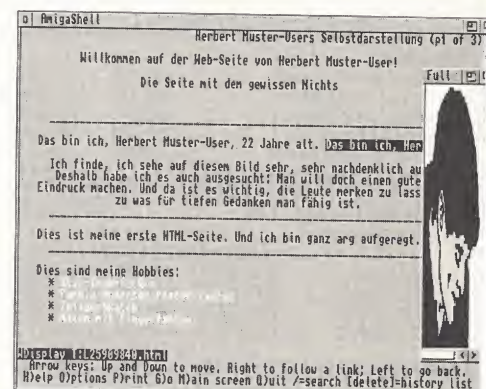 AmigaShell
Herbert Muster-Users Selbstdarstellung (p1 of 3)
Willkommen auf der Web-Seite von Herbert Muster-User!
Die Seite mit dem gewissen Nichts
Full
Das bin ich, Herbert Muster-User, 22 Jahre alt. Das bin ich, Her
Ich finde, ich sehe auf diesem Bild sehr, sehr nachdenklich au
Deshalb habe ich es auch ausgesucht: Man will doch einen gute
Eindruck machen. Und da ist es wichtig, die Leute merken zu lass
zu was für tiefen Gedanken man fähig ist.
Dies ist meine erste HTML-Seite. Und ich bin ganz arg aufgeregt.
Dies sind meine Hobbies:
*
*
*
*
Display T:L25909840.html
Arrow keys: Up and Down to move. Right to follow a link; Left to go back.
H)elp O)ptions P)rint G)o M)ain screen Q)uit /=search [delete]=history list